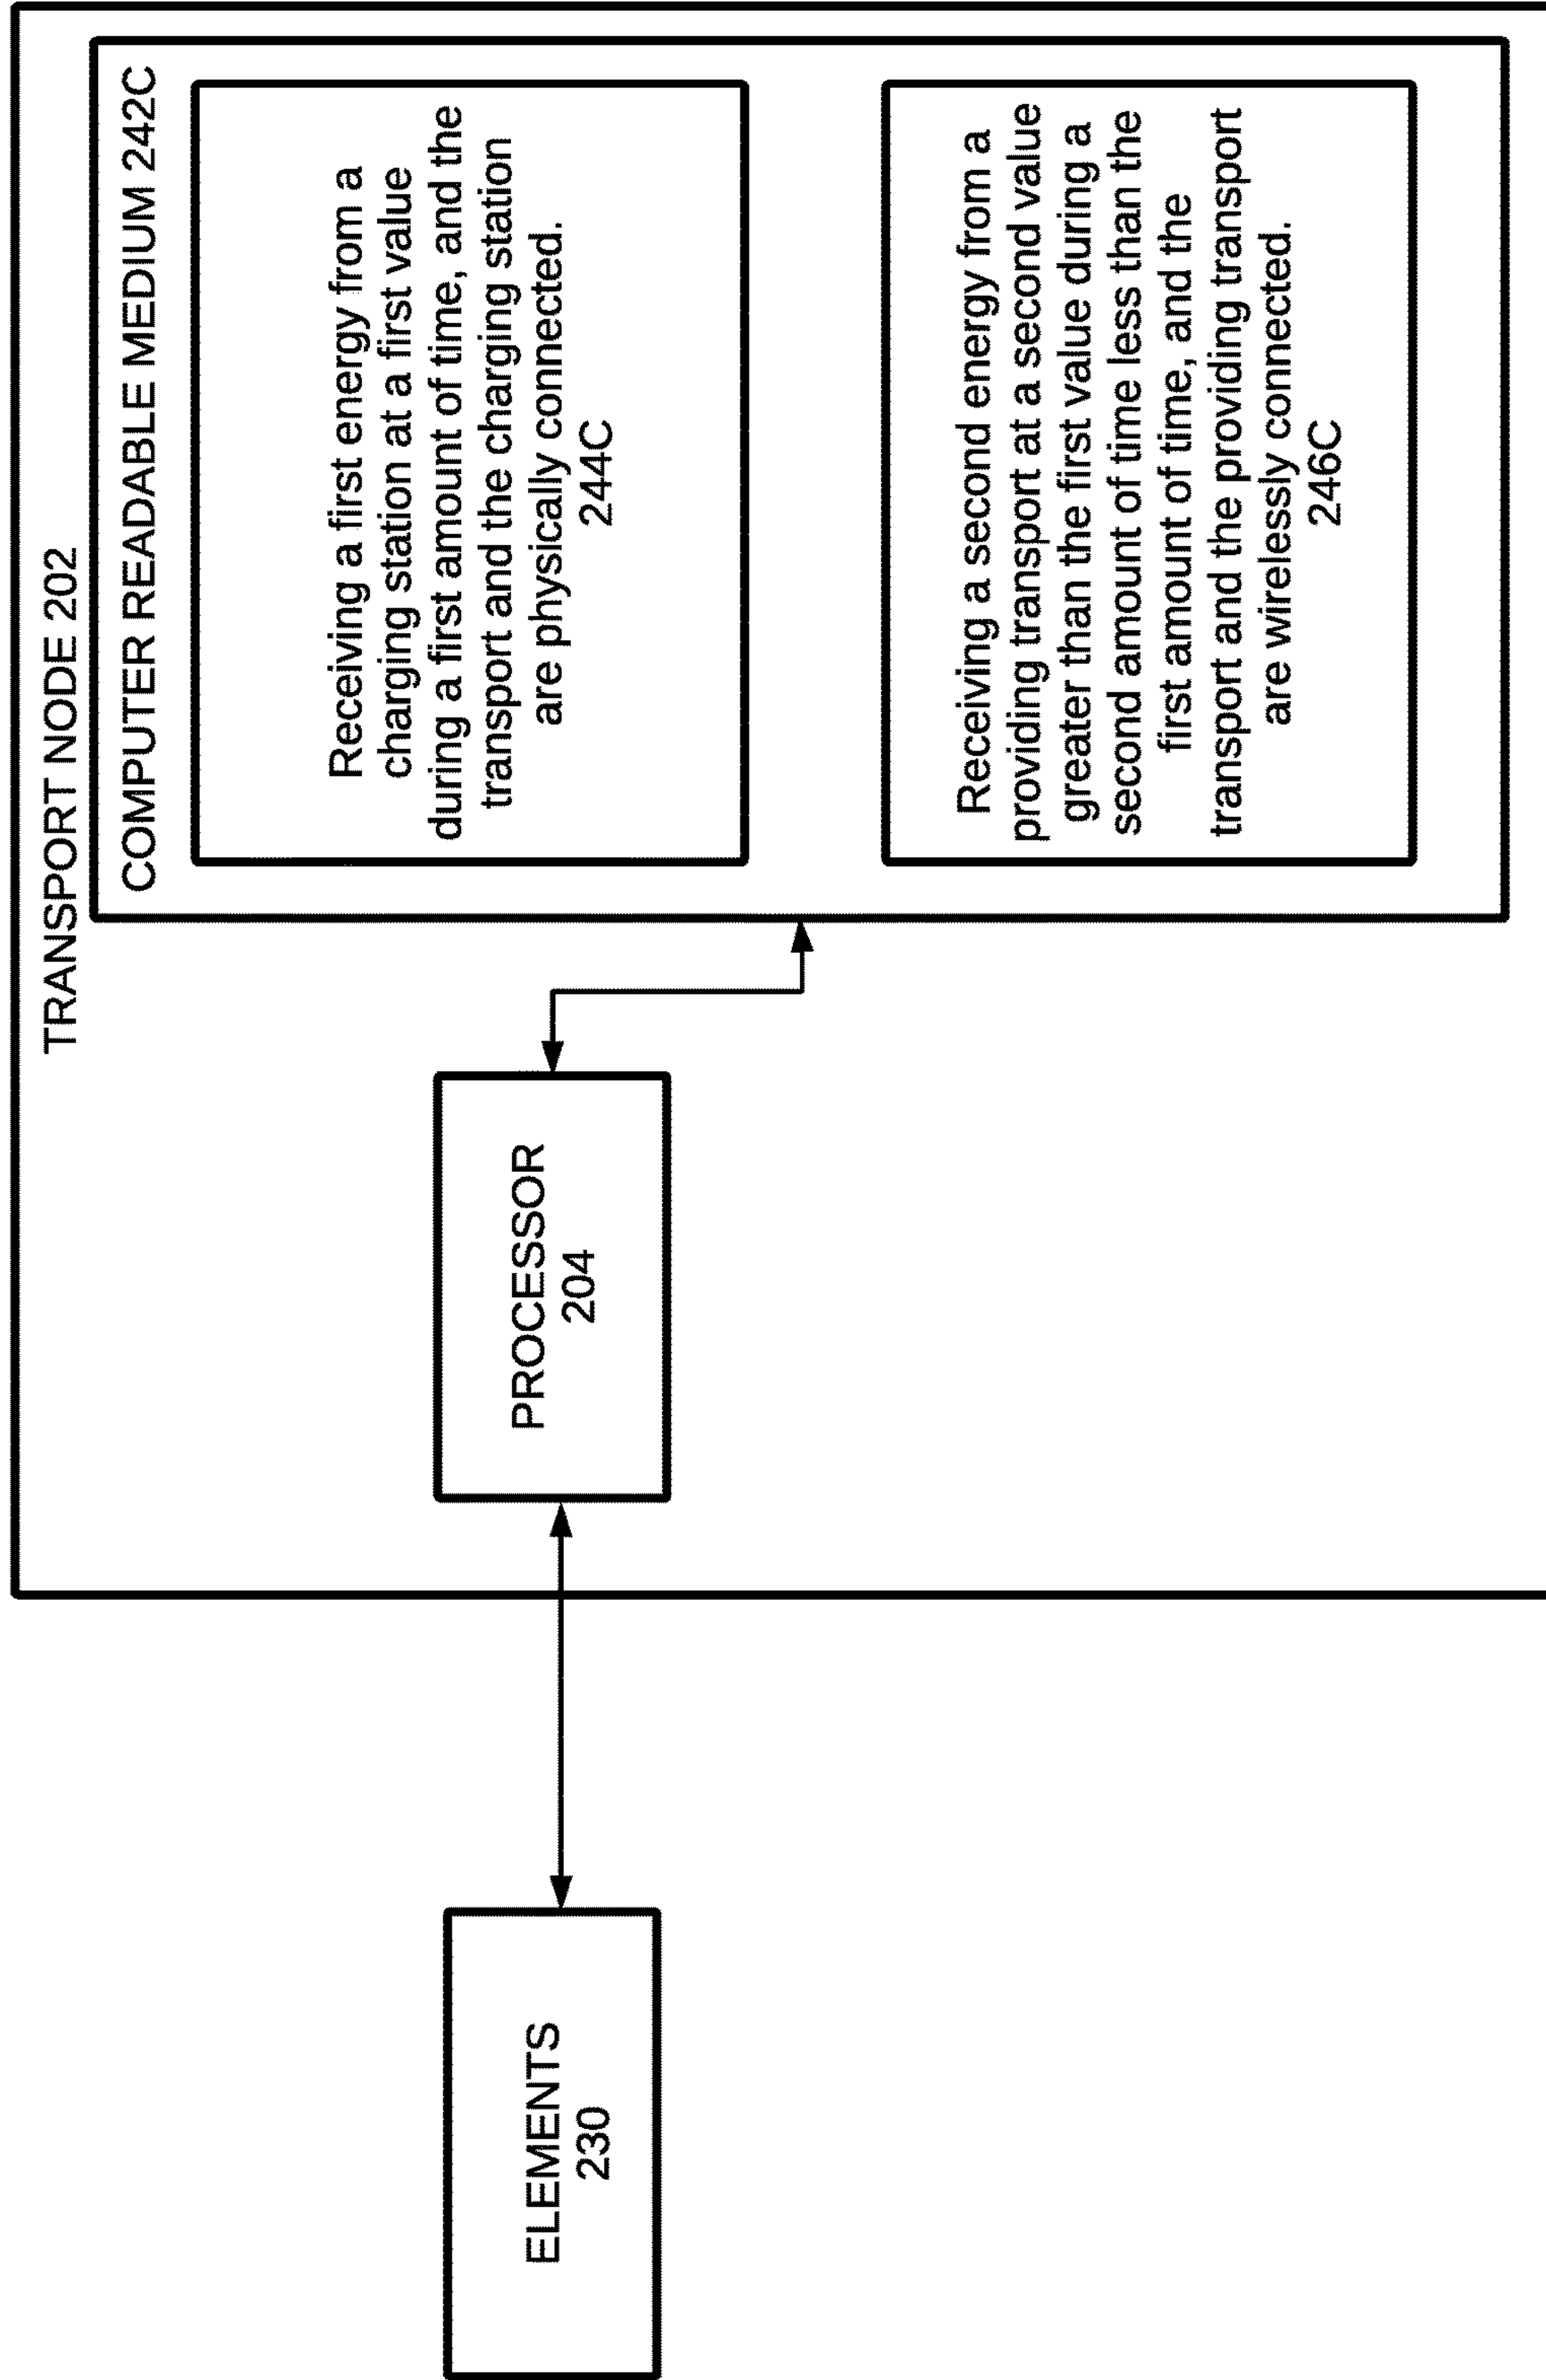 TRANSPORT NODE 202
COMPUTER READABLE MEDIUM 242C
Receiving a first energy from a
charging station at a first value
during a first amount of time, and the
transport and the charging station
are physically connected.
244C
Receiving a second energy from a
providing transport at a second value
greater than the first value during a
second amount of time less than the
first amount of time, and the
transport and the providing transport
are wirelessly connected.
246C
PROCESSOR
204
ELEMENTS
230